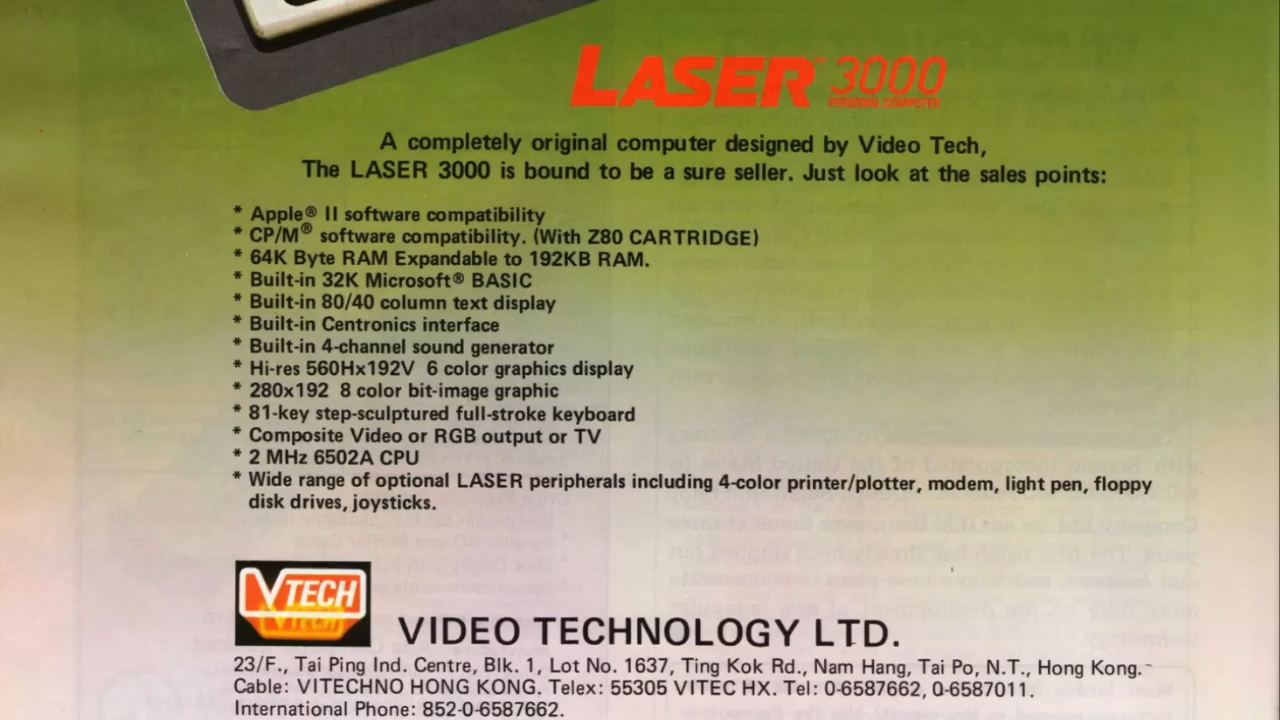 LASER™ 3000
PERSONAL COMPUTER
A completely original computer designed by Video Tech,
The LASER 3000 is bound to be a sure seller. Just look at the sales points:
* Apple® II software compatibility
* CP/M® software compatibility. (With Z80 CARTRIDGE)
* 64K Byte RAM Expandable to 192KB RAM.
* Built-in 32K Microsoft® BASIC
* Built-in 80/40 column text display
* Built-in Centronics interface
* Built-in 4-channel sound generator
* Hi-res 560Hx192V 6 color graphics display
* 280x192 8 color bit-image graphic
* 81-key step-sculptured full-stroke keyboard
* Composite Video or RGB output or TV
* 2 MHz 6502A CPU
* Wide range of optional LASER peripherals including 4-color printer/plotter, modem, light pen, floppy
disk drives, joysticks.
VTECH
VIDEO TECHNOLOGY LTD.
23/F., Tai Ping Ind. Centre, Blk. 1, Lot No. 1637, Ting Kok Rd., Nam Hang, Tai Po, N.T., Hong Kong.
Cable: VITECHNO HONG KONG. Telex: 55305 VITEC HX. Tel: 0-6587662, 0-6587011.
International Phone: 852-0-6587662.